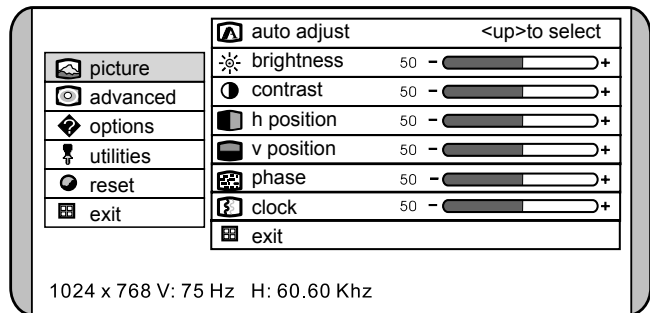 picture
advanced
options
utilities
reset
exit
auto adjust <up>to select
brightness 50 - +
contrast 50 - +
h position 50 - +
v position 50 - +
phase 50 - +
clock 50 - +
exit
1024 x 768 V: 75 Hz H: 60.60 Khz